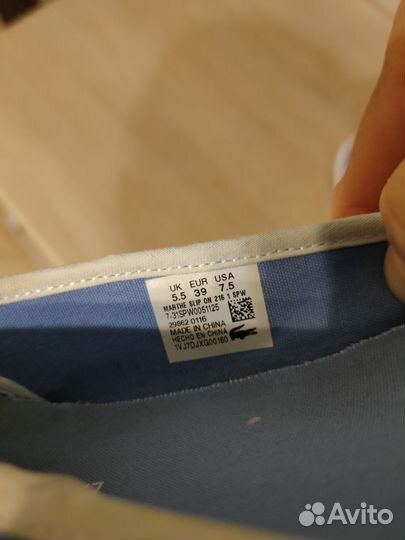 UK EUR USA
5.5 39 7.5
MARTHE SLIP ON 216 1 SPW
7-31SPW0051125
29862 0116
MADE IN CHINA
HECHO EN CHINA
1VJ7DJXG00160
Avito